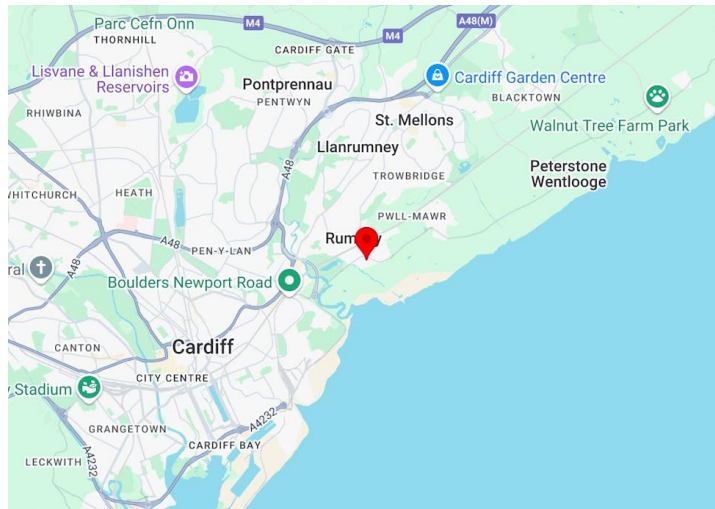 Parc Cefn Onn
M4
A48(M)
THORNHILL
M4
CARDIFF GATE
Lisvane & Llanishen
Reservoirs
Pontprennau
Cardiff Garden Centre
PENTWYN
BLACKTOWN
RHIWBINA
St. Mellons
Walnut Tree Farm Park
Llanrumney
A48
Peterstone
Wentlooge
TROWBRIDGE
WHITCHURCH
HEATH
PWLL-MAWR
A48
PEN-Y-LAN
Boulders Newport Road
Cardiff
CANTON
CITY CENTRE
y Stadium
A4232
GRANGETOWN
CARDIFF BAY
LECKWITH
A4232